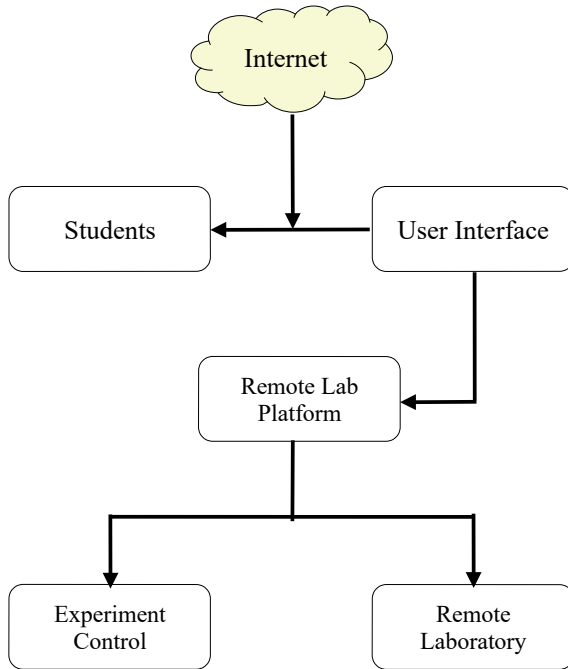 Internet
Students
User Interface
Remote Lab
Platform
Experiment
Control
Remote
Laboratory